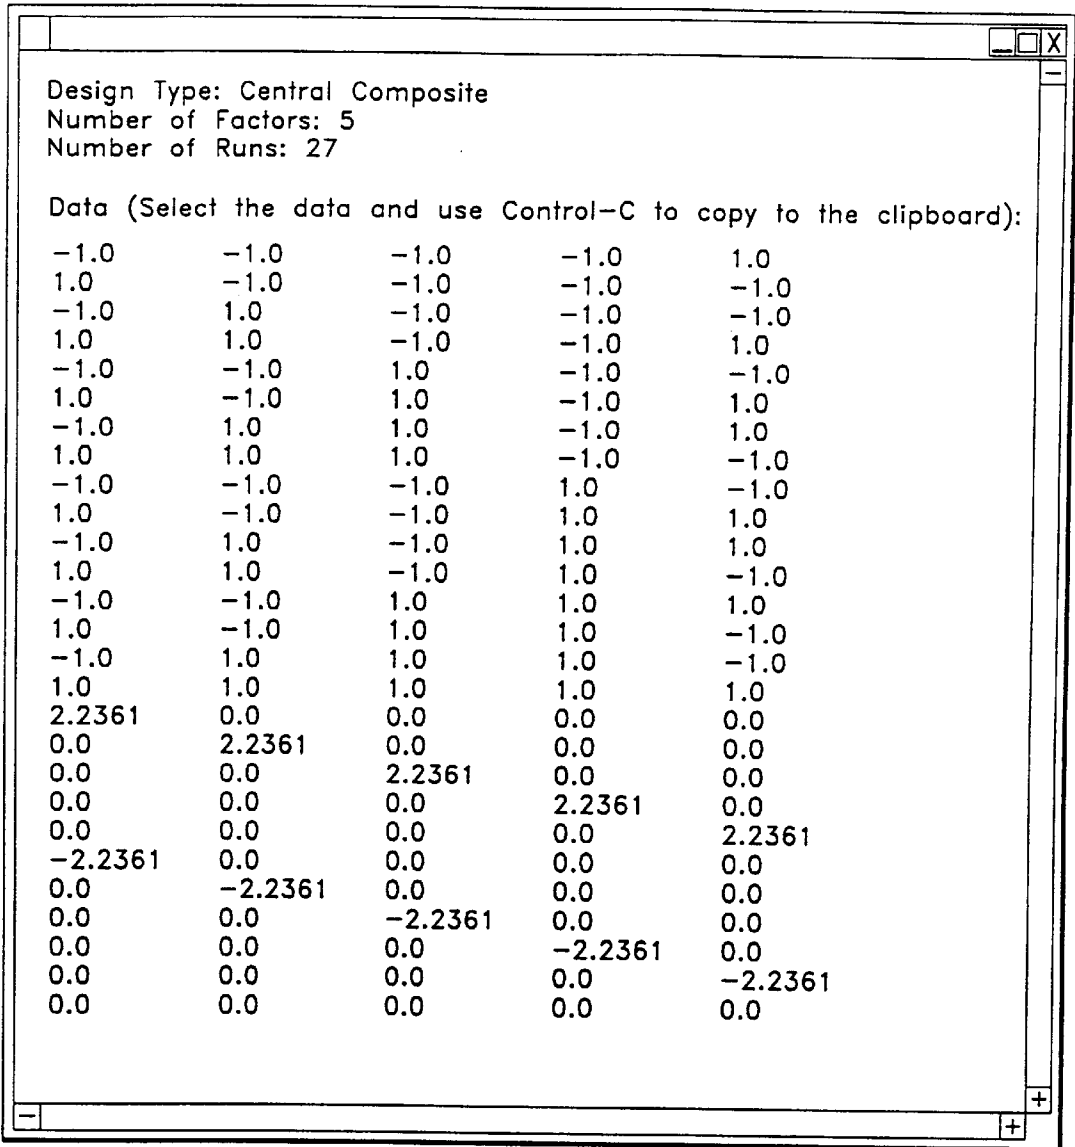 X
Design Type: Central Composite
Number of Factors: 5
Number of Runs: 27
Data (Select the data and use Control-C to copy to the clipboard):
-1.0 -1.0 -1.0 -1.0 1.0
1.0 -1.0 -1.0 -1.0 -1.0
-1.0 1.0 -1.0 -1.0 -1.0
1.0 1.0 -1.0 -1.0 1.0
-1.0 -1.0 1.0 -1.0 -1.0
1.0 -1.0 1.0 -1.0 1.0
-1.0 1.0 1.0 -1.0 1.0
1.0 1.0 1.0 -1.0 -1.0
-1.0 -1.0 -1.0 1.0 -1.0
1.0 -1.0 -1.0 1.0 1.0
-1.0 1.0 -1.0 1.0 1.0
1.0 1.0 -1.0 1.0 -1.0
-1.0 -1.0 1.0 1.0 1.0
1.0 -1.0 1.0 1.0 -1.0
-1.0 1.0 1.0 1.0 -1.0
1.0 1.0 1.0 1.0 1.0
2.2361 0.0 0.0 0.0 0.0
0.0 2.2361 0.0 0.0 0.0
0.0 0.0 2.2361 0.0 0.0
0.0 0.0 0.0 2.2361 0.0
0.0 0.0 0.0 0.0 2.2361
-2.2361 0.0 0.0 0.0 0.0
0.0 -2.2361 0.0 0.0 0.0
0.0 0.0 -2.2361 0.0 0.0
0.0 0.0 0.0 -2.2361 0.0
0.0 0.0 0.0 0.0 -2.2361
0.0 0.0 0.0 0.0 0.0